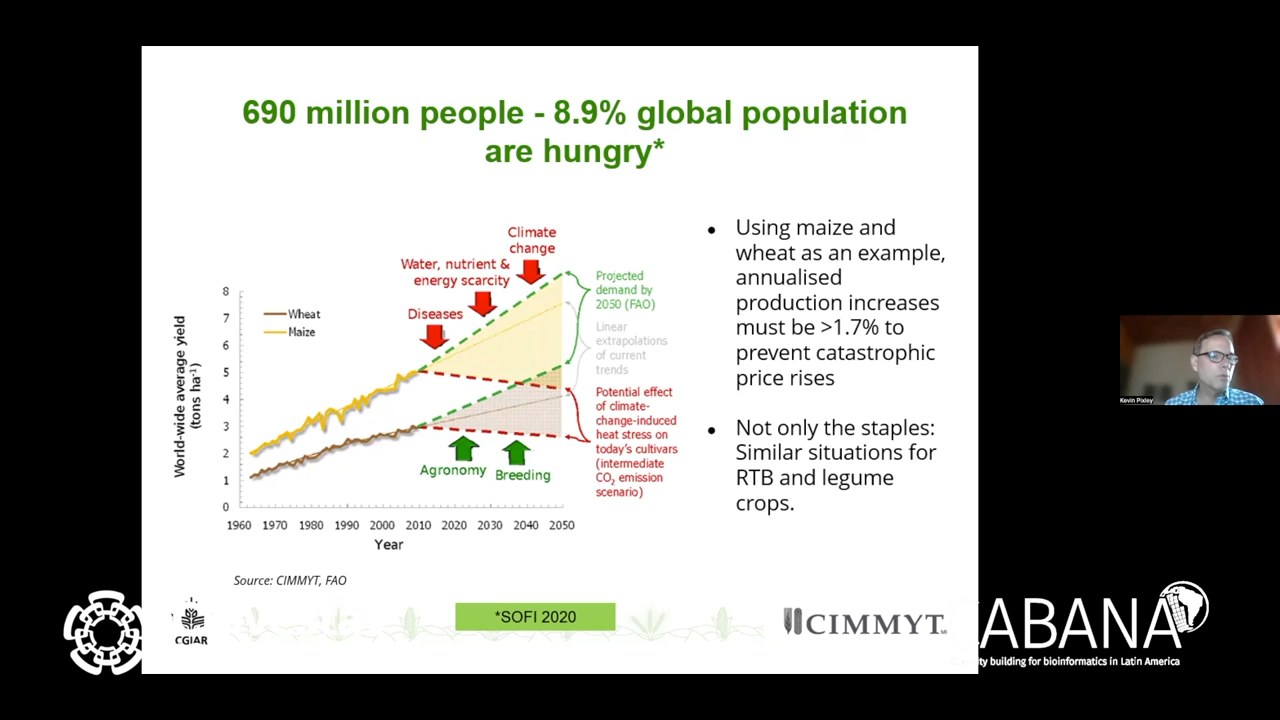 690 million people - 8.9% global population
are hungry*
Climate
change
Water, nutrient &
energy scarcity
Diseases
Wheat
Maize
World-wide average yield
(tons ha⁻¹)
8
7
6
5
4
3
2
1
0
1960 1970 1980 1990 2000 2010 2020 2030 2040 2050
Year
Agronomy
Breeding
Projected
demand by
2050 (FAO)
Linear
extrapolations
of current
trends
Potential effect
of climate-
change-induced
heat stress on
today's cultivars
(intermediate
CO₂ emission
scenario)
• Using maize and
wheat as an example,
annualised
production increases
must be >1.7% to
prevent catastrophic
price rises
• Not only the staples:
Similar situations for
RTB and legume
crops.
Kevin Pixley
Source: CIMMYT, FAO
CGIAR
*SOFI 2020
CIMMYT
ABANA
building for bioinformatics in Latin America